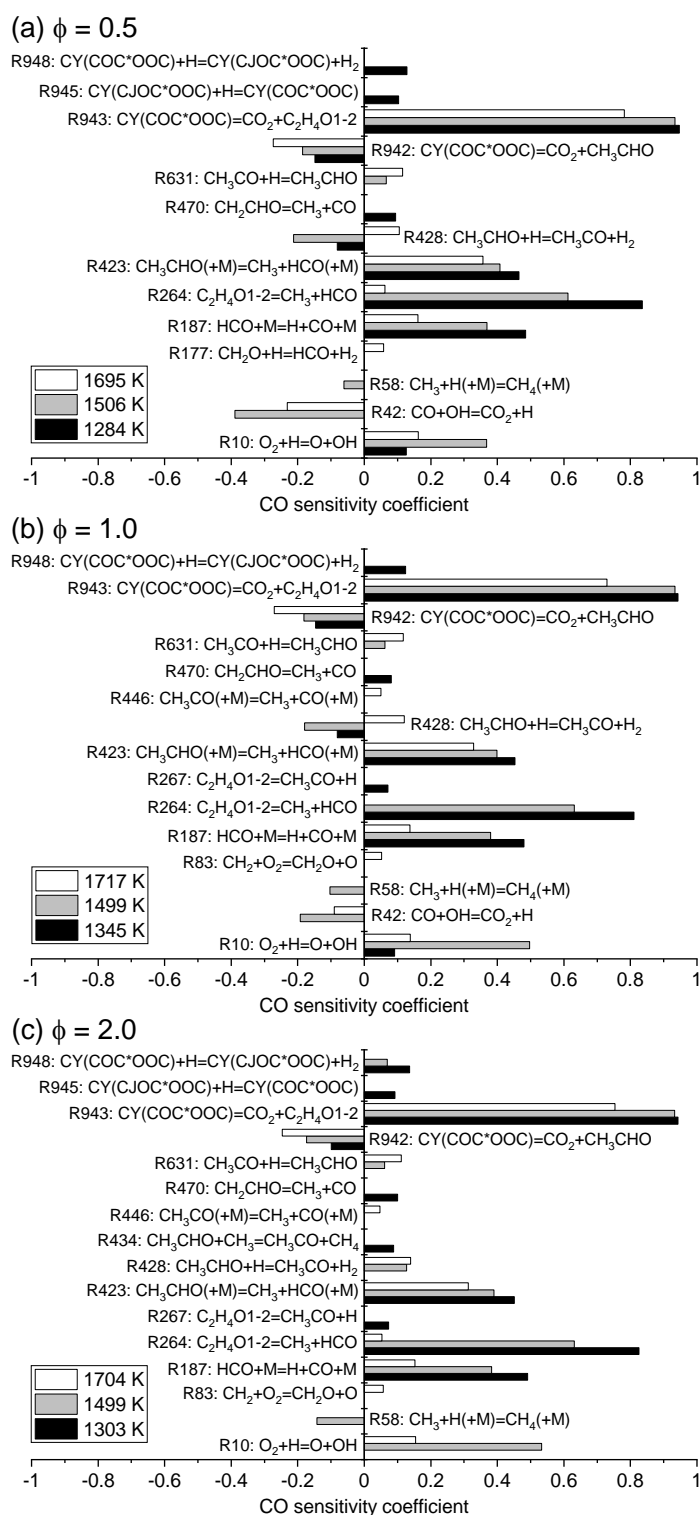 (a) ϕ = 0.5
R948: CY(COC*OOC)+H=CY(CJOC*OOC)+H₂
R945: CY(CJOC*OOC)+H=CY(COC*OOC)
R943: CY(COC*OOC)=CO₂+C₂H₄O1-2
R942: CY(COC*OOC)=CO₂+CH₃CHO
R631: CH₃CO+H=CH₃CHO
R470: CH₂CHO=CH₃+CO
R428: CH₃CHO+H=CH₃CO+H₂
R423: CH₃CHO(+M)=CH₃+HCO(+M)
R264: C₂H₄O1-2=CH₃+HCO
R187: HCO+M=H+CO+M
R177: CH₂O+H=HCO+H₂
1695 K
1506 K
1284 K
R58: CH₃+H(+M)=CH₄(+M)
R42: CO+OH=CO₂+H
R10: O₂+H=O+OH
-1 -0.8 -0.6 -0.4 -0.2 0 0.2 0.4 0.6 0.8 1
CO sensitivity coefficient
(b) ϕ = 1.0
R948: CY(COC*OOC)+H=CY(CJOC*OOC)+H₂
R943: CY(COC*OOC)=CO₂+C₂H₄O1-2
R942: CY(COC*OOC)=CO₂+CH₃CHO
R631: CH₃CO+H=CH₃CHO
R470: CH₂CHO=CH₃+CO
R446: CH₃CO(+M)=CH₃+CO(+M)
R428: CH₃CHO+H=CH₃CO+H₂
R423: CH₃CHO(+M)=CH₃+HCO(+M)
R267: C₂H₄O1-2=CH₃CO+H
R264: C₂H₄O1-2=CH₃+HCO
R187: HCO+M=H+CO+M
R83: CH₂+O₂=CH₂O+O
1717 K
1499 K
1345 K
R58: CH₃+H(+M)=CH₄(+M)
R42: CO+OH=CO₂+H
R10: O₂+H=O+OH
-1 -0.8 -0.6 -0.4 -0.2 0 0.2 0.4 0.6 0.8 1
CO sensitivity coefficient
(c) ϕ = 2.0
R948: CY(COC*OOC)+H=CY(CJOC*OOC)+H₂
R945: CY(CJOC*OOC)+H=CY(COC*OOC)
R943: CY(COC*OOC)=CO₂+C₂H₄O1-2
R942: CY(COC*OOC)=CO₂+CH₃CHO
R631: CH₃CO+H=CH₃CHO
R470: CH₂CHO=CH₃+CO
R446: CH₃CO(+M)=CH₃+CO(+M)
R434: CH₃CHO+CH₃=CH₃CO+CH₄
R428: CH₃CHO+H=CH₃CO+H₂
R423: CH₃CHO(+M)=CH₃+HCO(+M)
R267: C₂H₄O1-2=CH₃CO+H
R264: C₂H₄O1-2=CH₃+HCO
R187: HCO+M=H+CO+M
R83: CH₂+O₂=CH₂O+O
1704 K
1499 K
1303 K
R58: CH₃+H(+M)=CH₄(+M)
R10: O₂+H=O+OH
-1 -0.8 -0.6 -0.4 -0.2 0 0.2 0.4 0.6 0.8 1
CO sensitivity coefficient